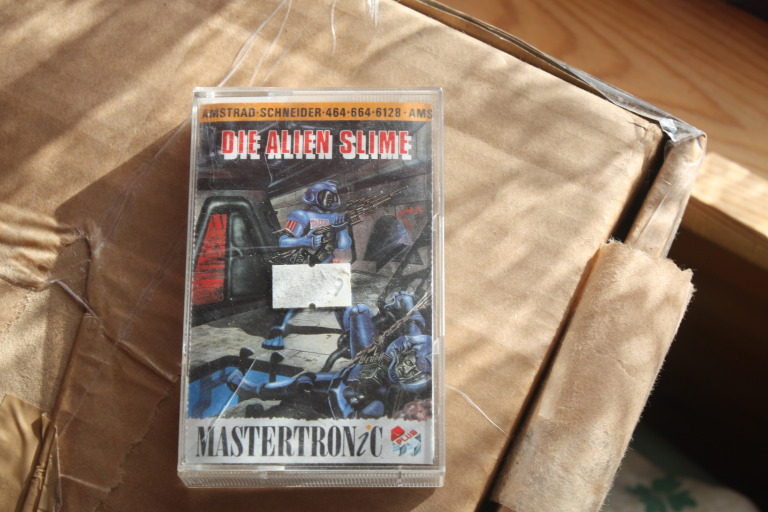 AMSTRAD·SCHNEIDER·464·664·6128·AMS
DIE ALIEN SLIME
MASTERTRONiC
PLUS